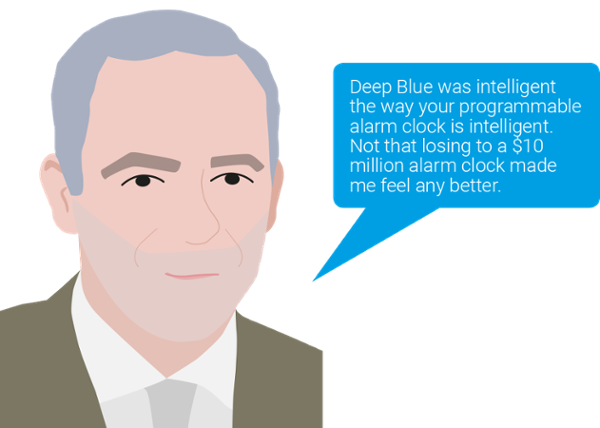 Deep Blue was intelligent
the way your programmable
alarm clock is intelligent.
Not that losing to a $10
million alarm clock made
me feel any better.